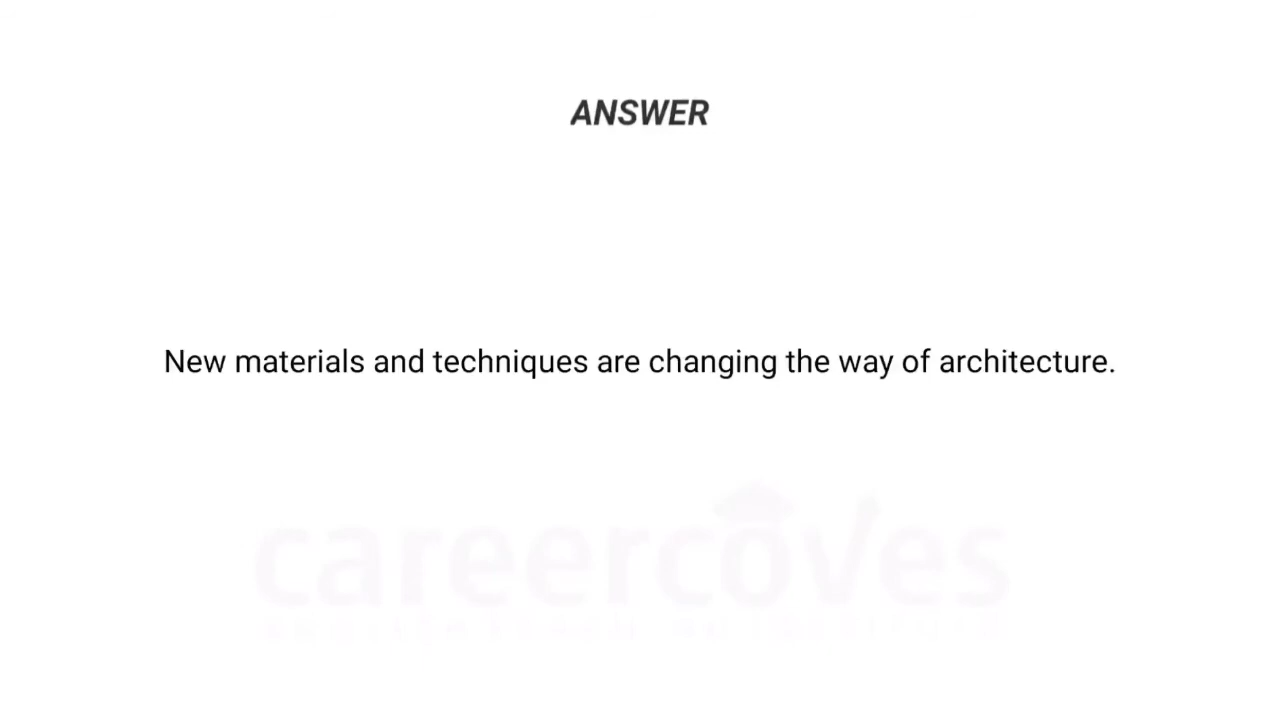 ANSWER
New materials and techniques are changing the way of architecture.
careercoves